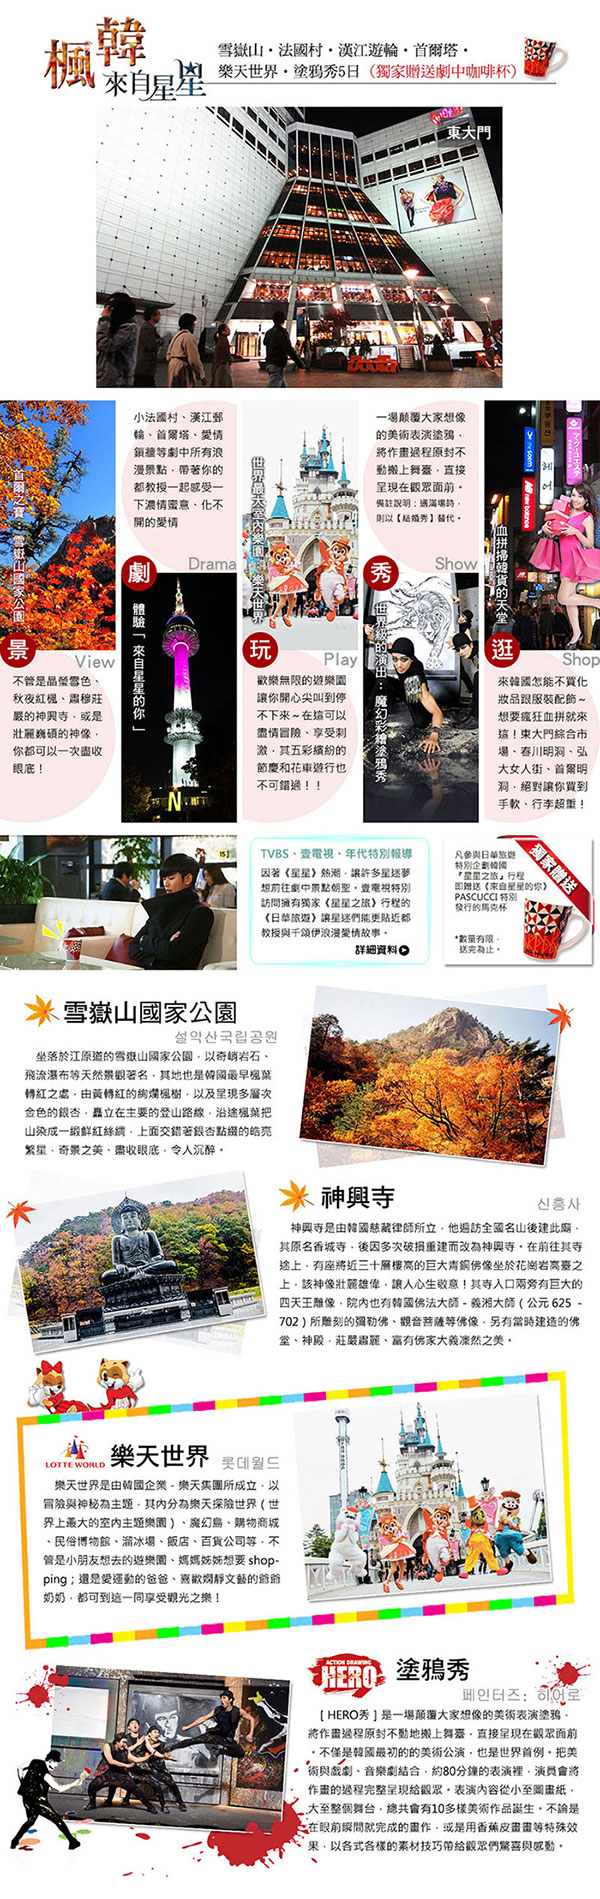 楓韓
來自星星
雪嶽山・法國村・漢江遊輪・首爾塔・
樂天世界・塗鴉秀5日（獨家贈送劇中咖啡杯）
東大門
首爾之寶：雪嶽山國家公園
景
View
不管是晶瑩雪色、
秋夜紅楓、肅穆莊
嚴的神興寺，或是
壯麗巍碩的神像，
你都可以一次盡收
眼底！
小法國村、漢江郵
輪、首爾塔、愛情
鎖牆等劇中所有浪
漫景點，帶著你的
都教授一起感受一
下濃情蜜意、化不
開的愛情
劇
Drama
體驗「來自星星的你」
世界最大室內樂園：樂天世界
玩
Play
歡樂無限的遊樂園
讓你開心尖叫到停
不下來～在這可以
盡情冒險、享受刺
激，其五彩繽紛的
節慶和花車遊行也
不可錯過！！
一場顛覆大家想像
的美術表演塗鴉，
將作畫過程原封不
動搬上舞臺，直接
呈現在觀眾面前。
備註說明：遇滿場時，
則以【結婚秀】替代。
秀
Show
世界級的演出：魔幻彩繪塗鴉秀
血拼掃韓貨的天堂
new balance
逛
Shop
來韓國怎能不買化
妝品跟服裝配飾~
想要瘋狂血拼就來
這！東大門綜合市
場、春川明洞、弘
大女人街、首爾明
洞，絕對讓你買到
手軟、行李超重！
15
TVBS、壹電視、年代特別報導
因著《星星》熱潮，讓許多星迷夢
想前往劇中景點朝聖，壹電視特別
訪問擁有獨家《星星之旅》行程的
《日華旅遊》讓星迷們能更貼近都
教授與千頌伊浪漫愛情故事。
詳細資料
凡參與日華旅遊
特別企劃韓國
『星星之旅』行程
即贈送《來自星星的你》
PASCUCCI 特別
發行的馬克杯
*數量有限，
送完為止。
獨家贈送
雪嶽山國家公園
설악산국립공원
坐落於江原道的雪嶽山國家公園，以奇峭岩石、
飛流瀑布等天然景觀著名，其地也是韓國最早楓葉
轉紅之處，由黃轉紅的絢爛楓樹，以及呈現多層次
金色的銀杏，矗立在主要的登山路線，沿途楓葉把
山染成一緞鮮紅絲綢，上面交錯著銀杏點綴的皓亮
繁星，奇景之美、盡收眼底，令人沉醉。
神興寺
신흥사
神興寺是由韓國慈藏律師所立，他遍訪全國名山後建此廟，
其原名香城寺，後因多次破損重建而改為神興寺。在前往其寺
途上，有座將近三十層樓高的巨大青銅佛像坐於花崗岩高臺之
上、該神像壯麗雄偉，讓人心生敬意！其寺入口兩旁有巨大的
四天王雕像，院內也有韓國佛法大師 - 義湘大師（公元 625 -
702）所雕刻的彌勒佛、觀音菩薩等佛像，另有當時建造的佛
堂、神殿，莊嚴肅麗、富有佛家大義凜然之美。
LOTTE WORLD
樂天世界
롯데월드
樂天世界是由韓國企業 - 樂天集團所成立，以
冒險與神秘為主題，其內分為樂天探險世界（世
界上最大的室內主題樂園）、魔幻島、購物商城
、民俗博物館、溜冰場、飯店、百貨公司等，不
管是小朋友想去的遊樂園、媽媽姊姊想要 shop-
ping；還是愛運動的爸爸、喜歡嫻靜文藝的爺爺
奶奶，都可到這一同享受觀光之樂！
ACTION DRAWING
HERO
塗鴉秀
페인터즈: 히어로
［ HERO秀 ］是一場顛覆大家想像的美術表演塗鴉，
將作畫過程原封不動地搬上舞臺，直接呈現在觀眾面前
。不僅是韓國最初的的美術公演，也是世界首例。把美
術與戲劇、音樂劇結合，約80分鐘的表演裡，演員會將
作畫的過程完整呈現給觀眾。表演內容從小至圖畫紙，
大至整個舞台，總共會有10多樣美術作品誕生。不論是
在眼前瞬間就完成的畫作，或是用香蕉皮畫畫等特殊效
果，以各式各樣的素材技巧帶給觀眾們驚喜與感動。